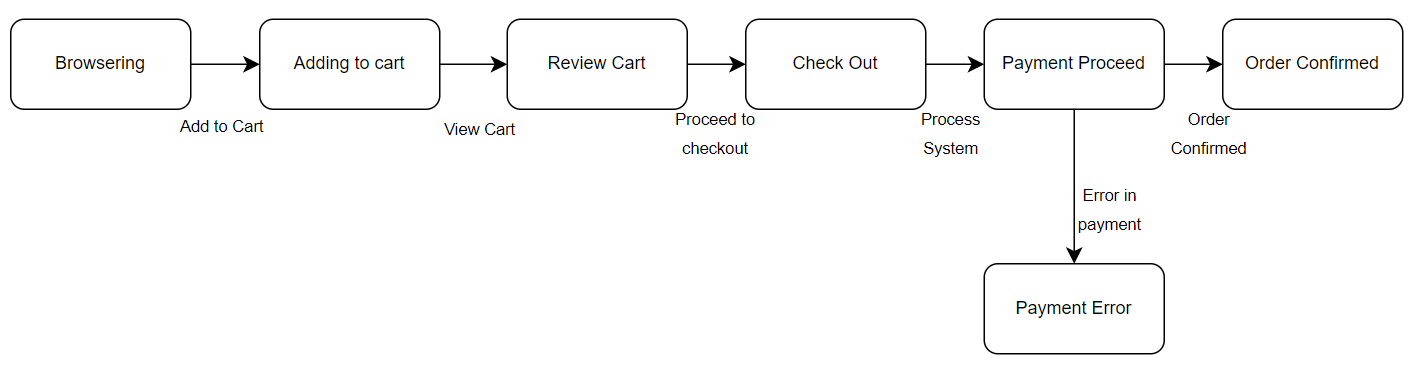 Browsering
Adding to cart
Review Cart
Check Out
Payment Proceed
Order Confirmed
Add to Cart
View Cart
Proceed to
checkout
Process
System
Order
Confirmed
Error in
payment
Payment Error